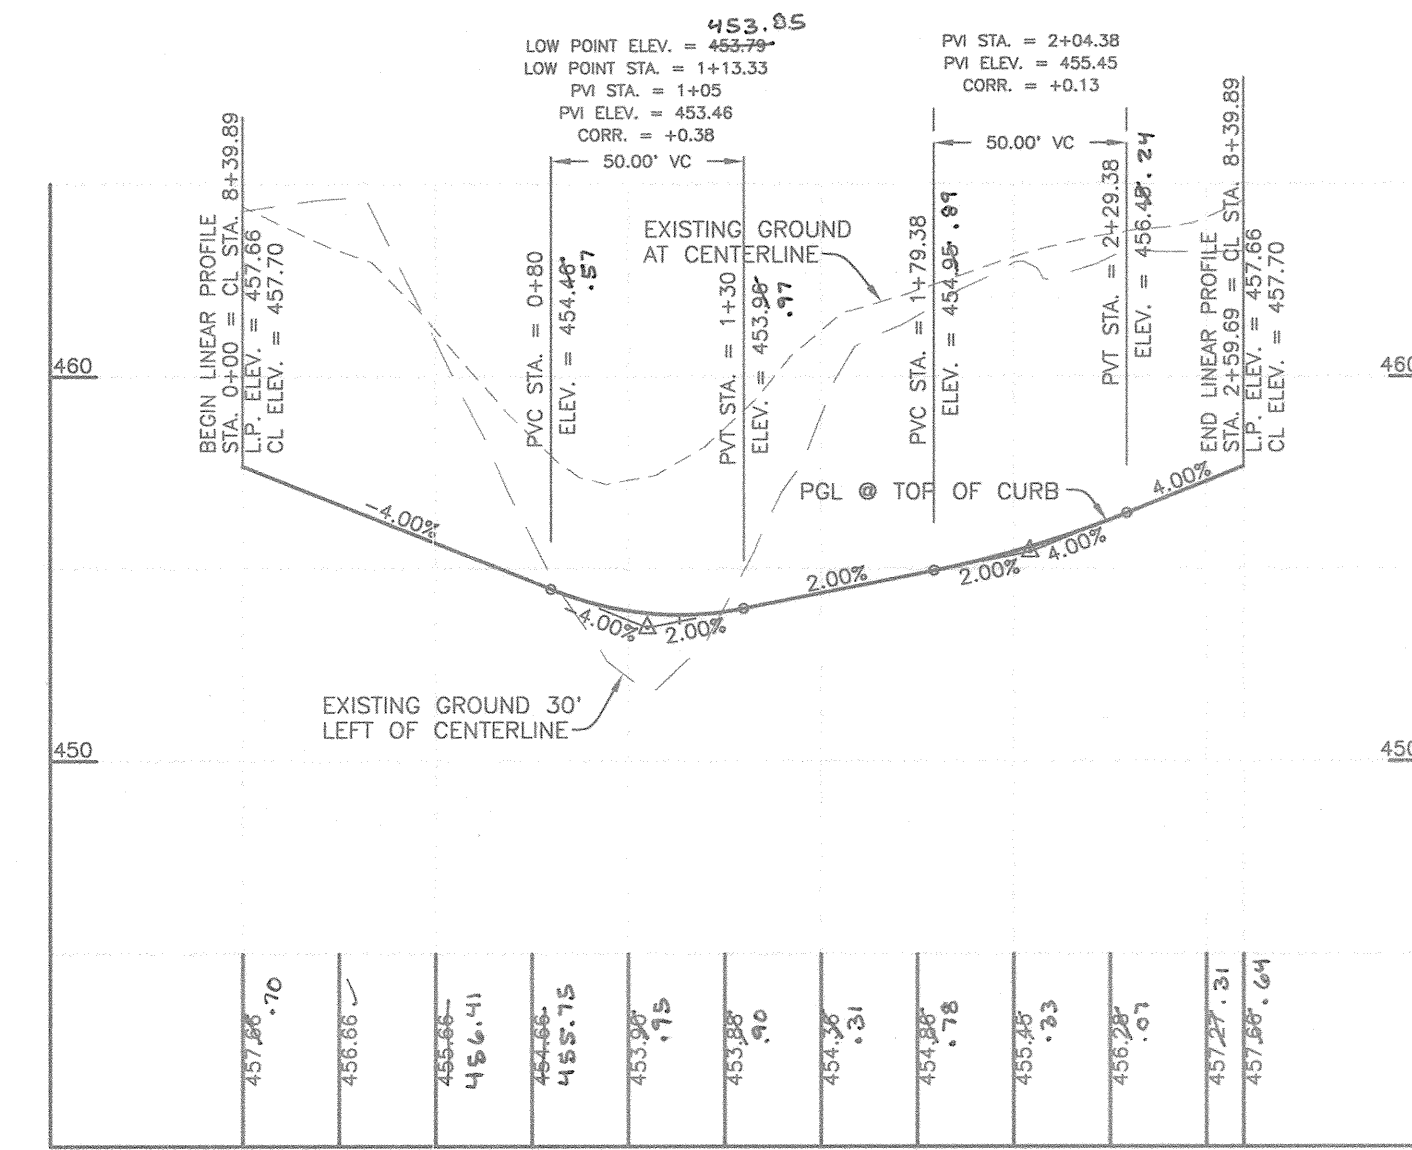 453.85
LOW POINT ELEV. = 453.79
LOW POINT STA. = 1+13.33
PVI STA. = 1+05
PVI ELEV. = 453.46
CORR. = +0.38
50.00' VC
PVI STA. = 2+04.38
PVI ELEV. = 455.45
CORR. = +0.13
50.00' VC
BEGIN LINEAR PROFILE
STA. 0+00 = CL STA. 8+39.89
L.P. ELEV. = 457.66
CL ELEV. = 457.70
PVC STA. = 0+80
ELEV. = 454.46
.57
PVT STA. = 1+30
ELEV. = 453.96
.97
EXISTING GROUND
AT CENTERLINE
PVC STA. = 1+79.38
ELEV. = 454.95 .89
PVT STA. = 2+29.38
ELEV. = 456.45 .24
END LINEAR PROFILE
STA. 2+59.69 = CL STA. 8+39.89
L.P. ELEV. = 457.66
CL ELEV. = 457.70
460
460
PGL @ TOP OF CURB
-4.00%
-4.00%
2.00%
2.00%
2.00%
4.00%
4.00%
EXISTING GROUND 30'
LEFT OF CENTERLINE
450
450
457.66 .70
456.66
455.66
456.41
454.66
455.75
453.96
.95
453.88
.90
454.36
.31
454.86
.78
455.45
.33
456.28
.07
457.27 .31
457.66 .64